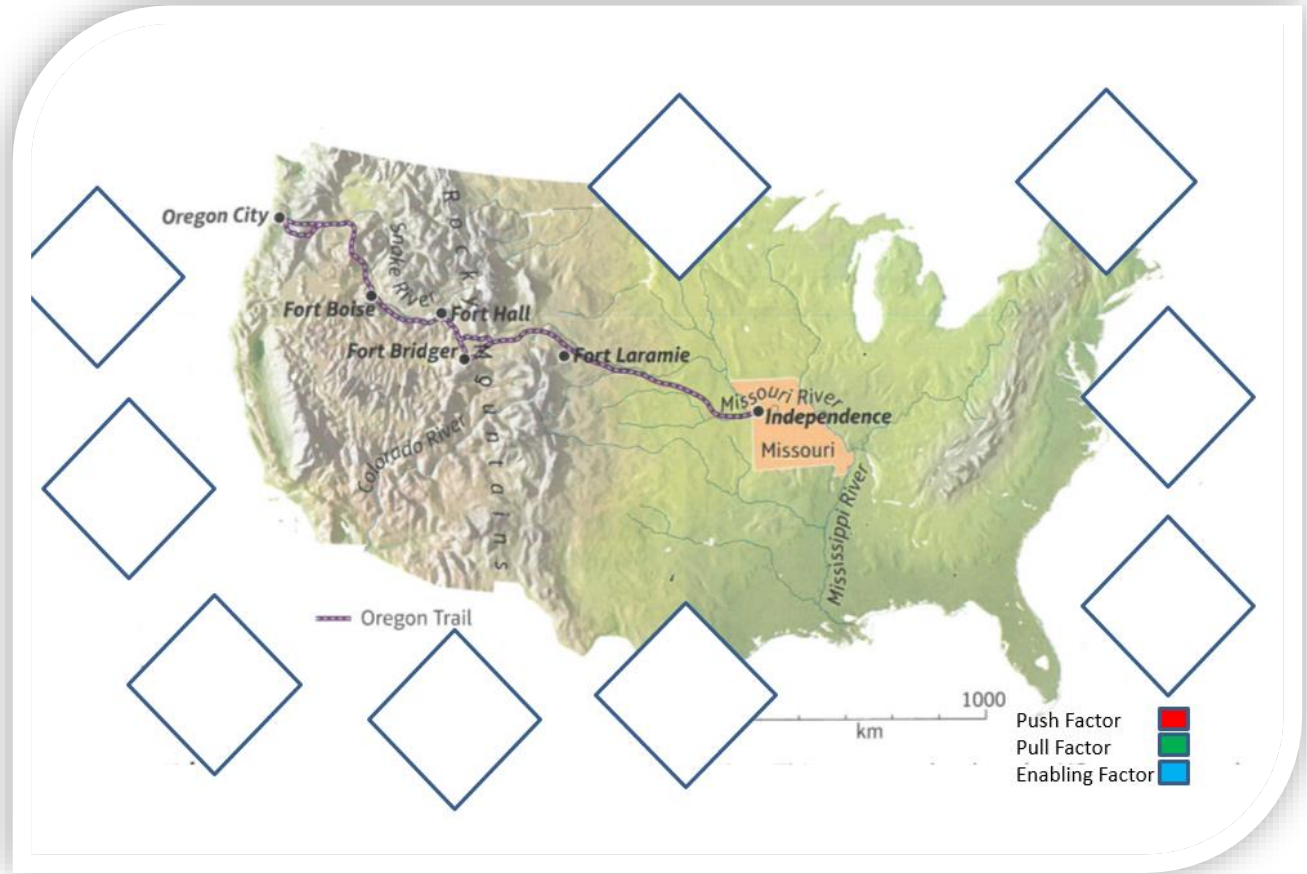 Oregon City
Rocky Mountains
Snake River
Fort Boise
Fort Hall
Fort Bridger
Fort Laramie
Missouri River
Independence
Missouri
Colorado River
Mississippi River
Oregon Trail
1000
km
Push Factor
Pull Factor
Enabling Factor